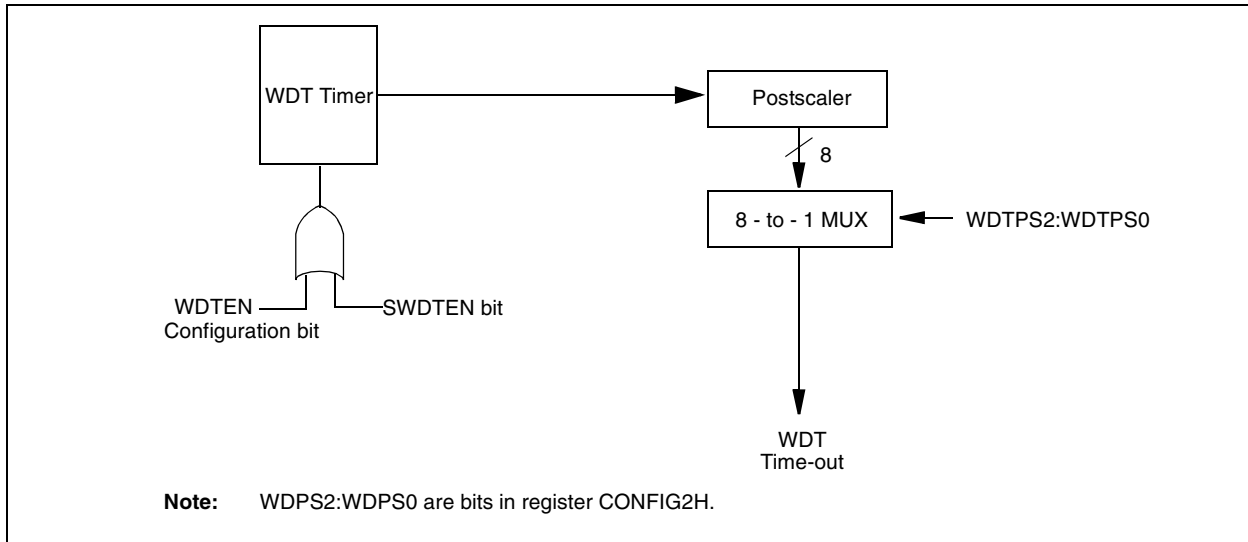 WDT Timer
Postscaler
8
8 - to - 1 MUX
WDTPS2:WDTPS0
WDTEN
Configuration bit
SWDTEN bit
WDT
Time-out
Note: WDPS2:WDPS0 are bits in register CONFIG2H.